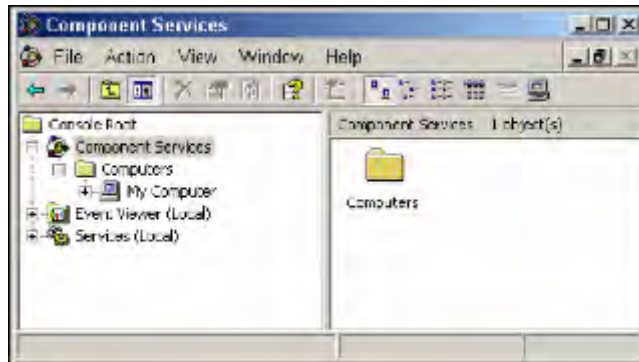 Component Services
File Action View Window Help
Console Root
Component Services
Computers
My Computer
Event Viewer (Local)
Services (Local)
Component Services 1 object(s)
Computers